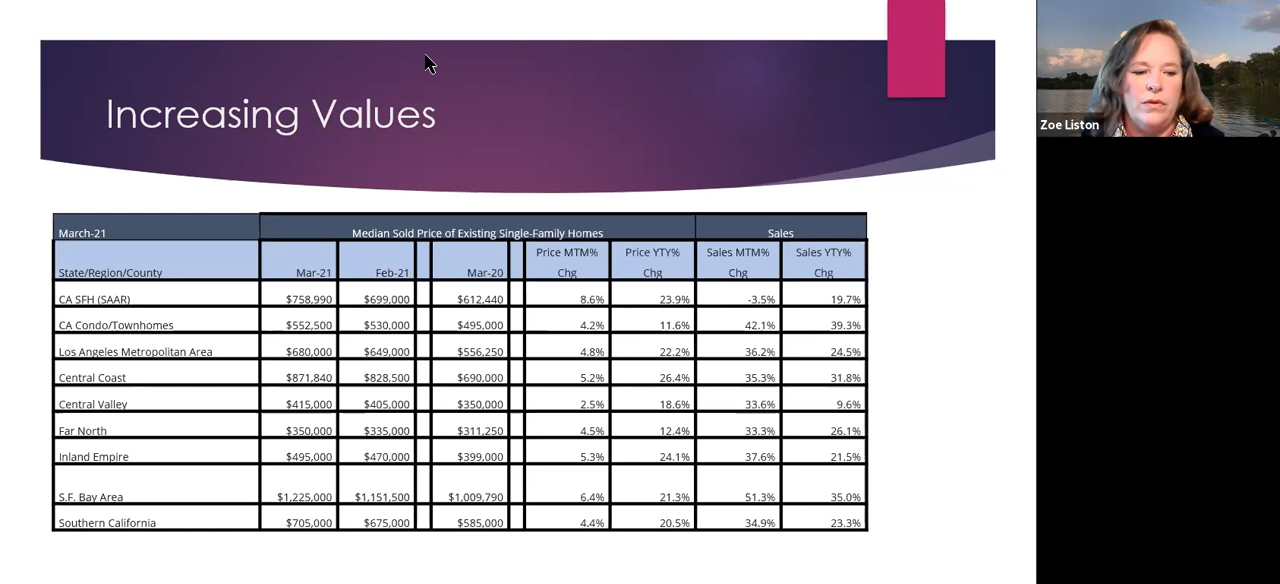 Increasing Values
Zoe Liston
March-21 Median Sold Price of Existing Single-Family Homes Sales
State/Region/County Mar-21 Feb-21 Mar-20 Price MTM% Chg Price YTY% Chg Sales MTM% Chg Sales YTY% Chg
CA SFH (SAAR) $758,990 $699,000 $612,440 8.6% 23.9% -3.5% 19.7%
CA Condo/Townhomes $552,500 $530,000 $495,000 4.2% 11.6% 42.1% 39.3%
Los Angeles Metropolitan Area $680,000 $649,000 $556,250 4.8% 22.2% 36.2% 24.5%
Central Coast $871,840 $828,500 $690,000 5.2% 26.4% 35.3% 31.8%
Central Valley $415,000 $405,000 $350,000 2.5% 18.6% 33.6% 9.6%
Far North $350,000 $335,000 $311,250 4.5% 12.4% 33.3% 26.1%
Inland Empire $495,000 $470,000 $399,000 5.3% 24.1% 37.6% 21.5%
S.F. Bay Area $1,225,000 $1,151,500 $1,009,790 6.4% 21.3% 51.3% 35.0%
Southern California $705,000 $675,000 $585,000 4.4% 20.5% 34.9% 23.3%